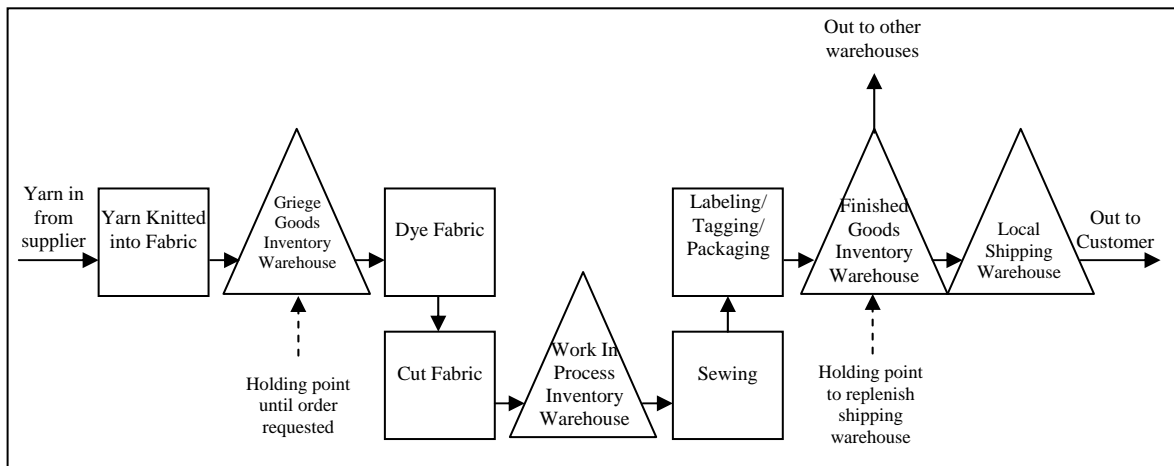 Yarn in
from
supplier
Yarn Knitted
into Fabric
Griege
Goods
Inventory
Warehouse
Holding point
until order
requested
Dye Fabric
Cut Fabric
Work In
Process
Inventory
Warehouse
Sewing
Labeling/
Tagging/
Packaging
Out to other
warehouses
Finished
Goods
Inventory
Warehouse
Holding point
to replenish
shipping
warehouse
Local
Shipping
Warehouse
Out to
Customer